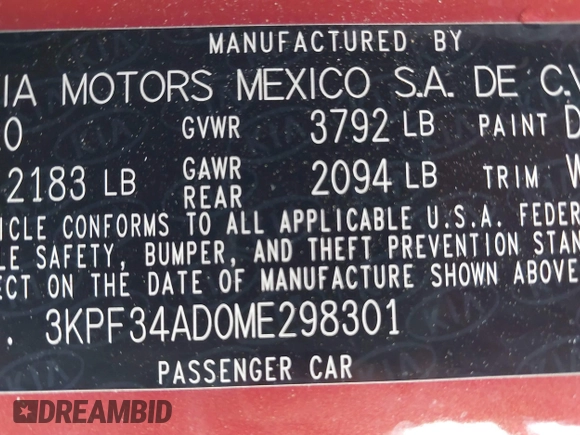 MANUFACTURED BY
IA MOTORS MEXICO S.A. DE C.V
0 GVWR 3792 LB PAINT D
2183 LB GAWR REAR 2094 LB TRIM W
ICLE CONFORMS TO ALL APPLICABLE U.S.A. FEDER
LE SAFETY, BUMPER, AND THEFT PREVENTION STAN
ECT ON THE DATE OF MANUFACTURE SHOWN ABOVE.
. 3KPF34AD0ME298301
PASSENGER CAR
DREAMBID